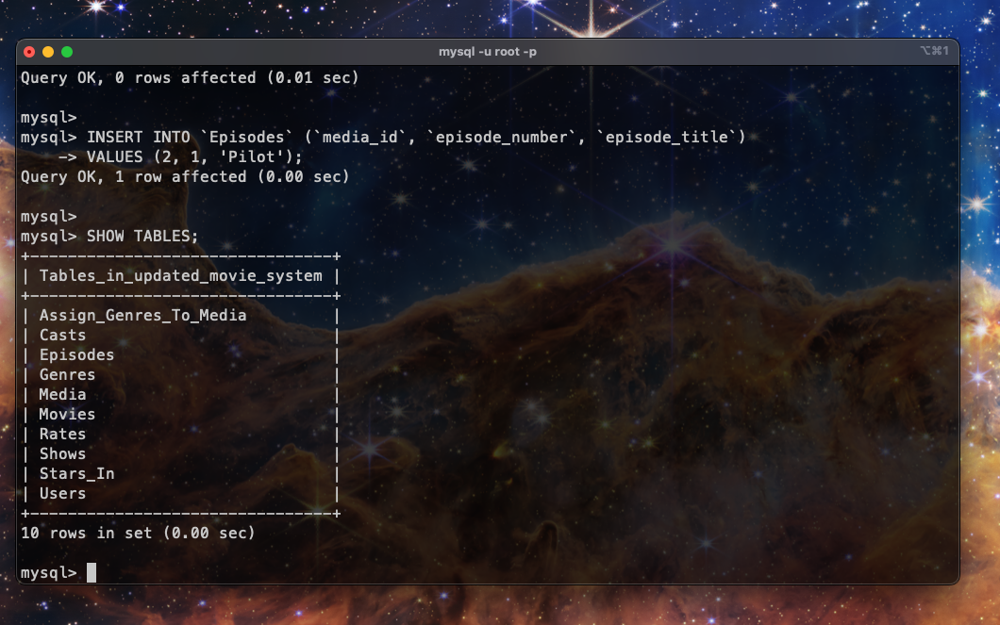 mysql -u root -p
⌥⌘1
Query OK, 0 rows affected (0.01 sec)
mysql>
mysql> INSERT INTO `Episodes` (`media_id`, `episode_number`, `episode_title`)
    -> VALUES (2, 1, 'Pilot');
Query OK, 1 row affected (0.00 sec)
mysql>
mysql> SHOW TABLES;
+--------------------------------+
| Tables_in_updated_movie_system |
+--------------------------------+
| Assign_Genres_To_Media         |
| Casts                          |
| Episodes                       |
| Genres                         |
| Media                          |
| Movies                         |
| Rates                          |
| Shows                          |
| Stars_In                       |
| Users                          |
+--------------------------------+
10 rows in set (0.00 sec)
mysql>